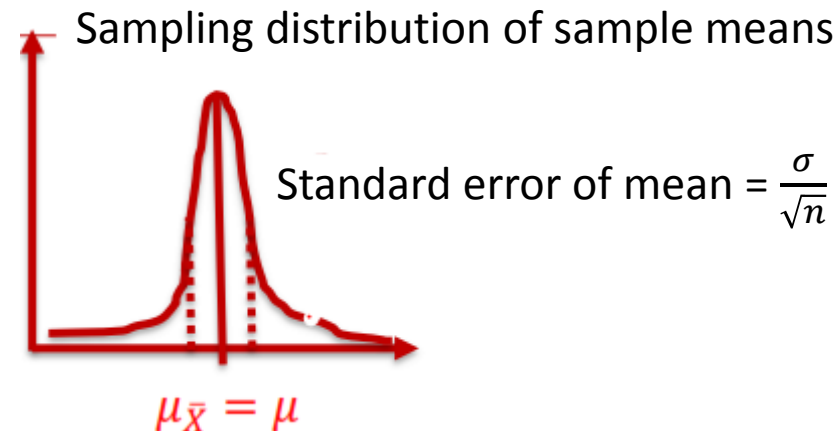 Sampling distribution of sample means
Standard error of mean = σ/√n
μ_X̄ = μ